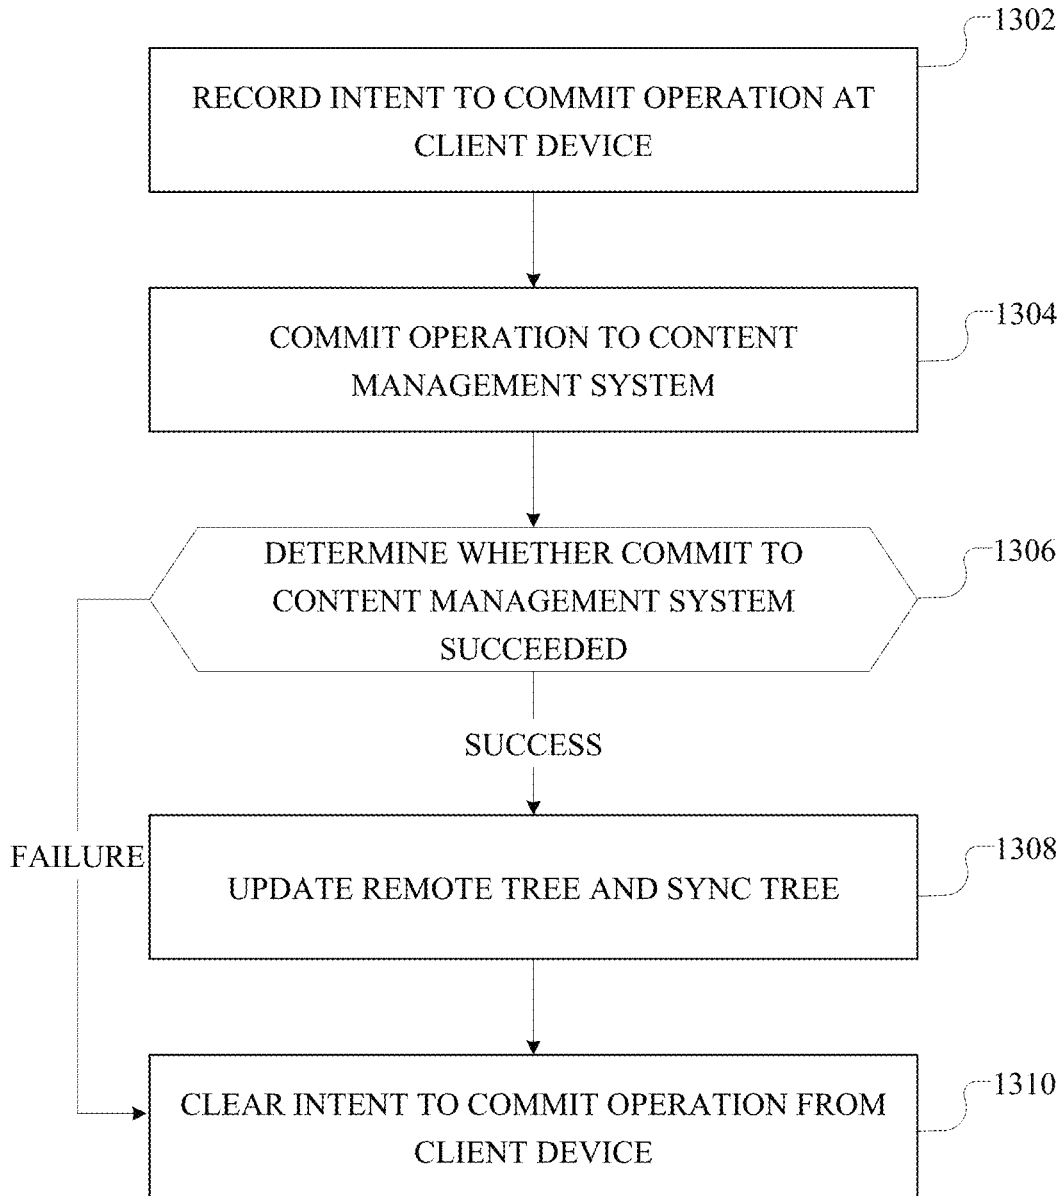 1302
RECORD INTENT TO COMMIT OPERATION AT
CLIENT DEVICE
1304
COMMIT OPERATION TO CONTENT
MANAGEMENT SYSTEM
1306
DETERMINE WHETHER COMMIT TO
CONTENT MANAGEMENT SYSTEM
SUCCEEDED
SUCCESS
FAILURE
1308
UPDATE REMOTE TREE AND SYNC TREE
1310
CLEAR INTENT TO COMMIT OPERATION FROM
CLIENT DEVICE